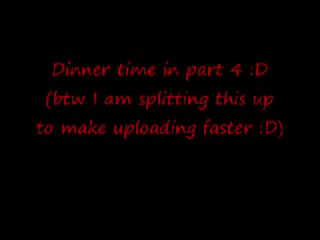 Dinner time in part 4 :D
(btw I am splitting this up
to make uploading faster :D)